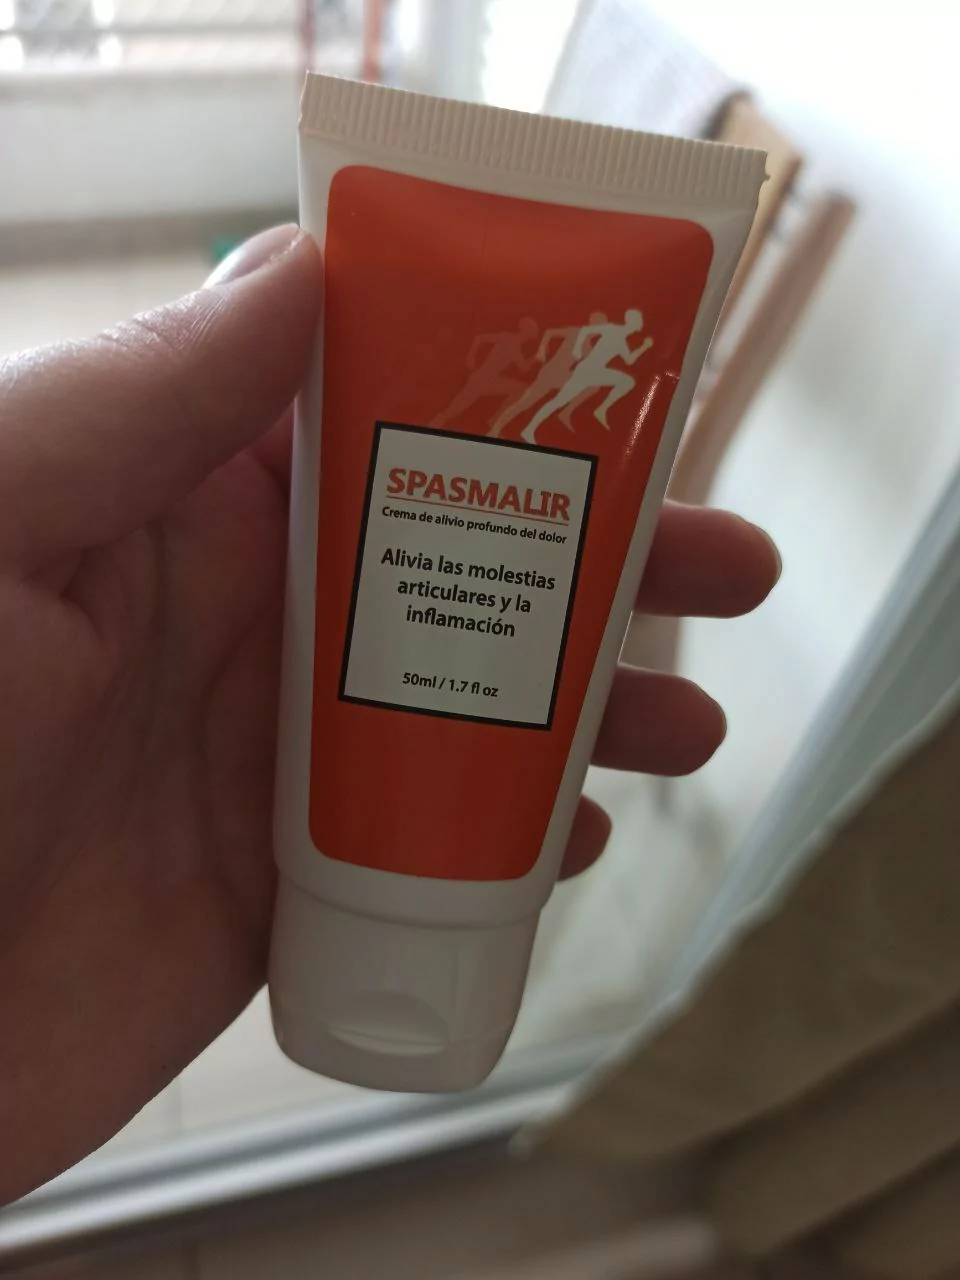 SPASMALIR
Crema de alivio profundo del dolor
Alivia las molestias
articulares y la
inflamación
50ml / 1.7 fl oz